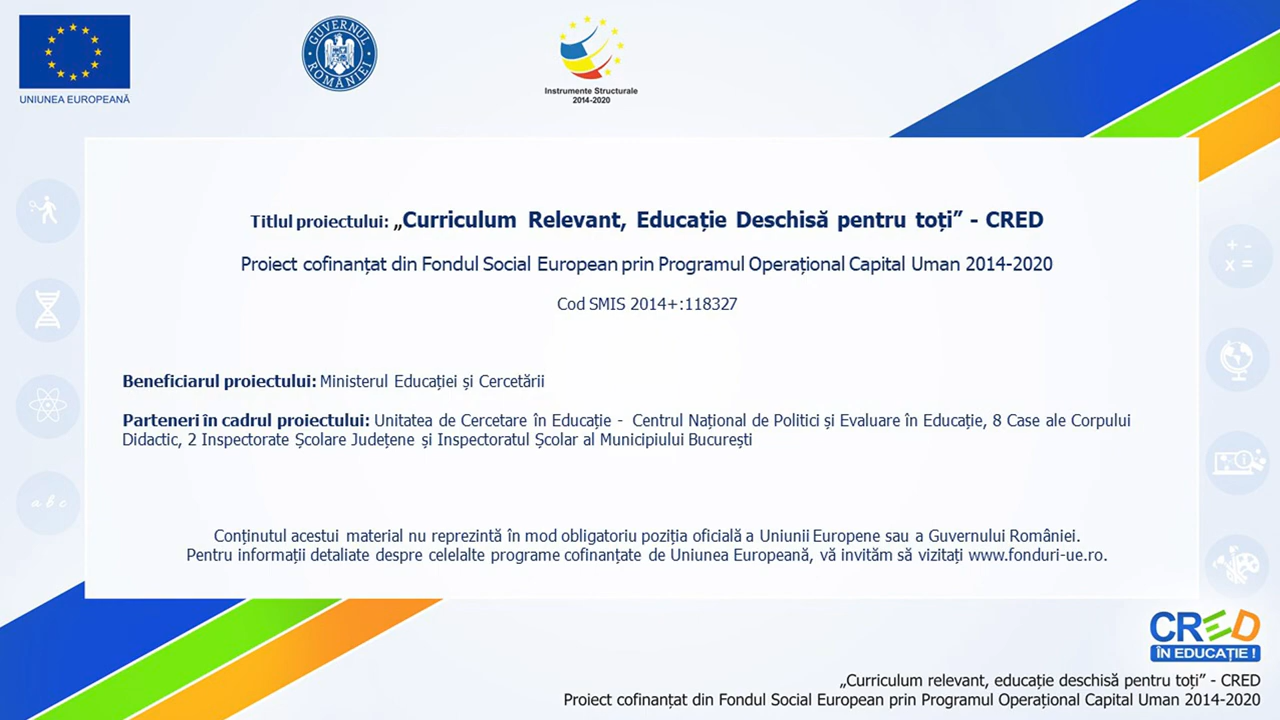 UNIUNEA EUROPEANĂ
GUVERNUL ROMÂNIEI
Instrumente Structurale
2014-2020
Titlul proiectului: „Curriculum Relevant, Educație Deschisă pentru toți” - CRED
Proiect cofinanțat din Fondul Social European prin Programul Operațional Capital Uman 2014-2020
Cod SMIS 2014+:118327
Beneficiarul proiectului: Ministerul Educației și Cercetării
Parteneri în cadrul proiectului: Unitatea de Cercetare în Educație - Centrul Național de Politici și Evaluare în Educație, 8 Case ale Corpului
Didactic, 2 Inspectorate Școlare Județene și Inspectoratul Școlar al Municipiului București
a b c
+ -
x =
Conținutul acestui material nu reprezintă în mod obligatoriu poziția oficială a Uniunii Europene sau a Guvernului României.
Pentru informații detaliate despre celelalte programe cofinanțate de Uniunea Europeană, vă invităm să vizitați www.fonduri-ue.ro.
CRED
ÎN EDUCAȚIE !
„Curriculum relevant, educație deschisă pentru toți” - CRED
Proiect cofinanțat din Fondul Social European prin Programul Operațional Capital Uman 2014-2020